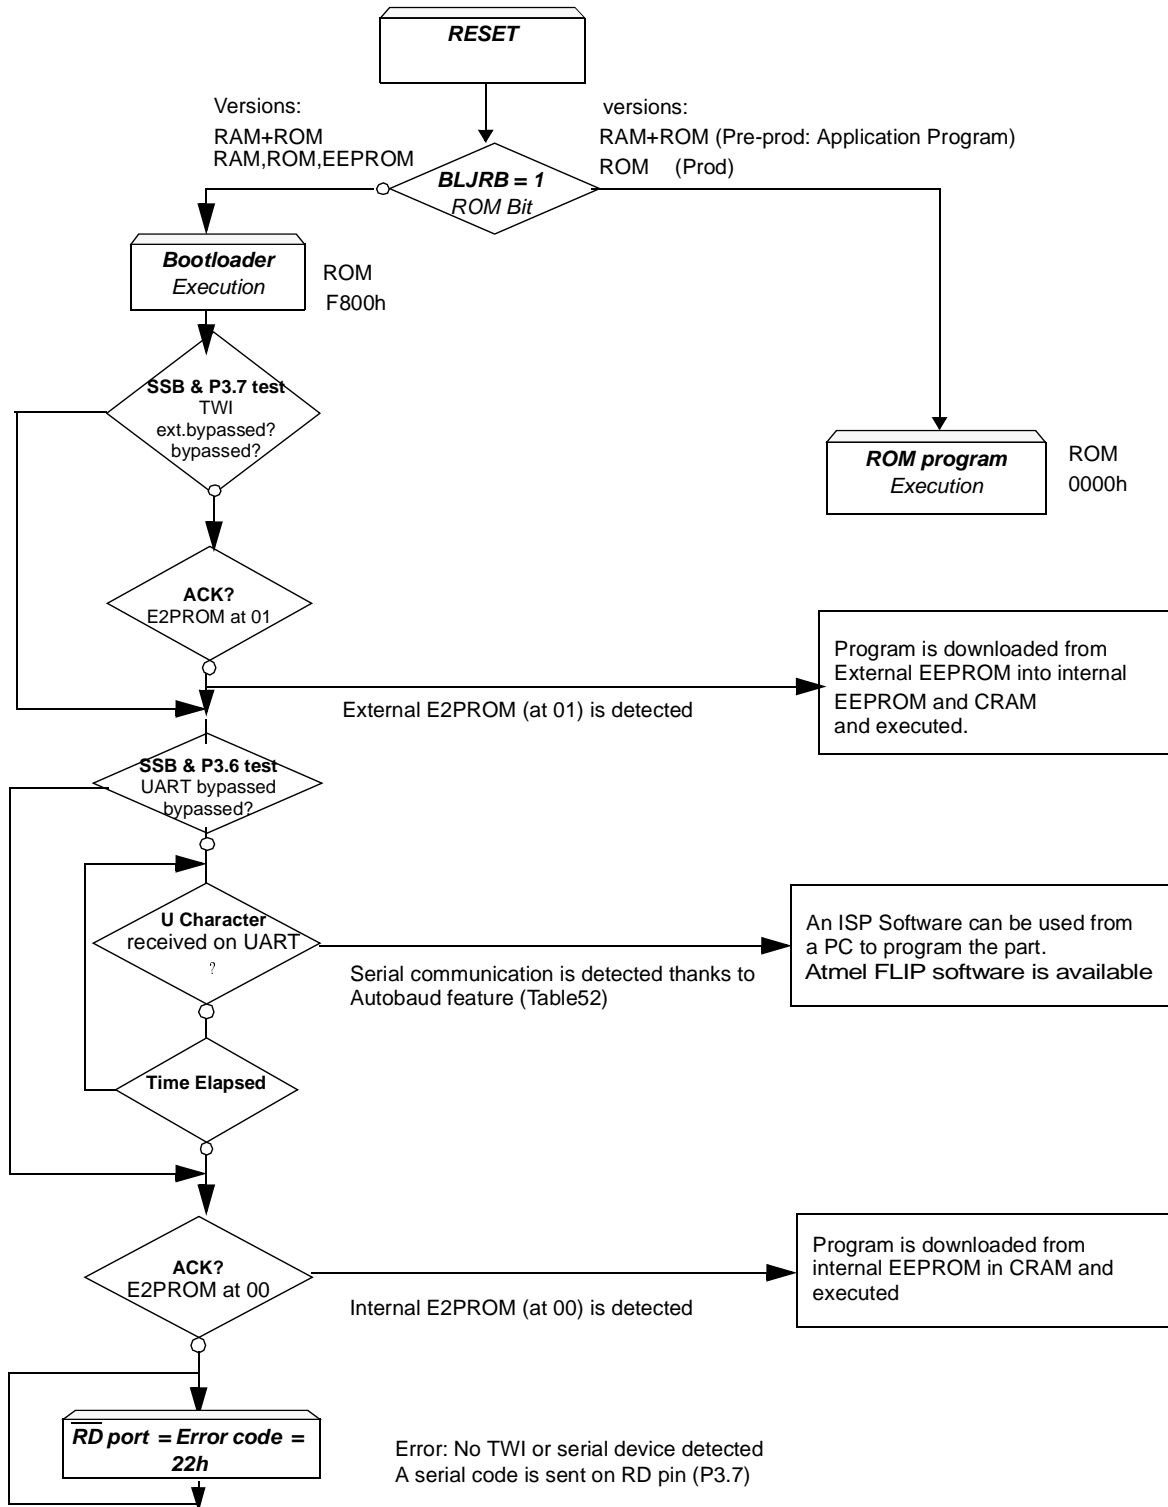 RESET
Versions:
RAM+ROM
RAM,ROM,EEPROM
versions:
RAM+ROM (Pre-prod: Application Program)
ROM (Prod)
BLJRB = 1
ROM Bit
Bootloader
Execution
ROM
F800h
SSB & P3.7 test
TWI
ext.bypassed?
bypassed?
ROM program
Execution
ROM
0000h
ACK?
E2PROM at 01
External E2PROM (at 01) is detected
Program is downloaded from
External EEPROM into internal
EEPROM and CRAM
and executed.
SSB & P3.6 test
UART bypassed
bypassed?
U Character
received on UART
?
Serial communication is detected thanks to
Autobaud feature (Table52)
An ISP Software can be used from
a PC to program the part.
Atmel FLIP software is available
Time Elapsed
ACK?
E2PROM at 00
Internal E2PROM (at 00) is detected
Program is downloaded from
internal EEPROM in CRAM and
executed
RD port = Error code =
22h
Error: No TWI or serial device detected
A serial code is sent on RD pin (P3.7)